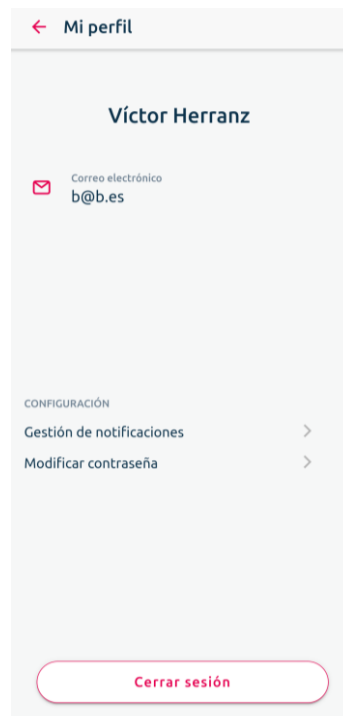 Mi perfil
Víctor Herranz
Correo electrónico
b@b.es
CONFIGURACIÓN
Gestión de notificaciones
Modificar contraseña
Cerrar sesión